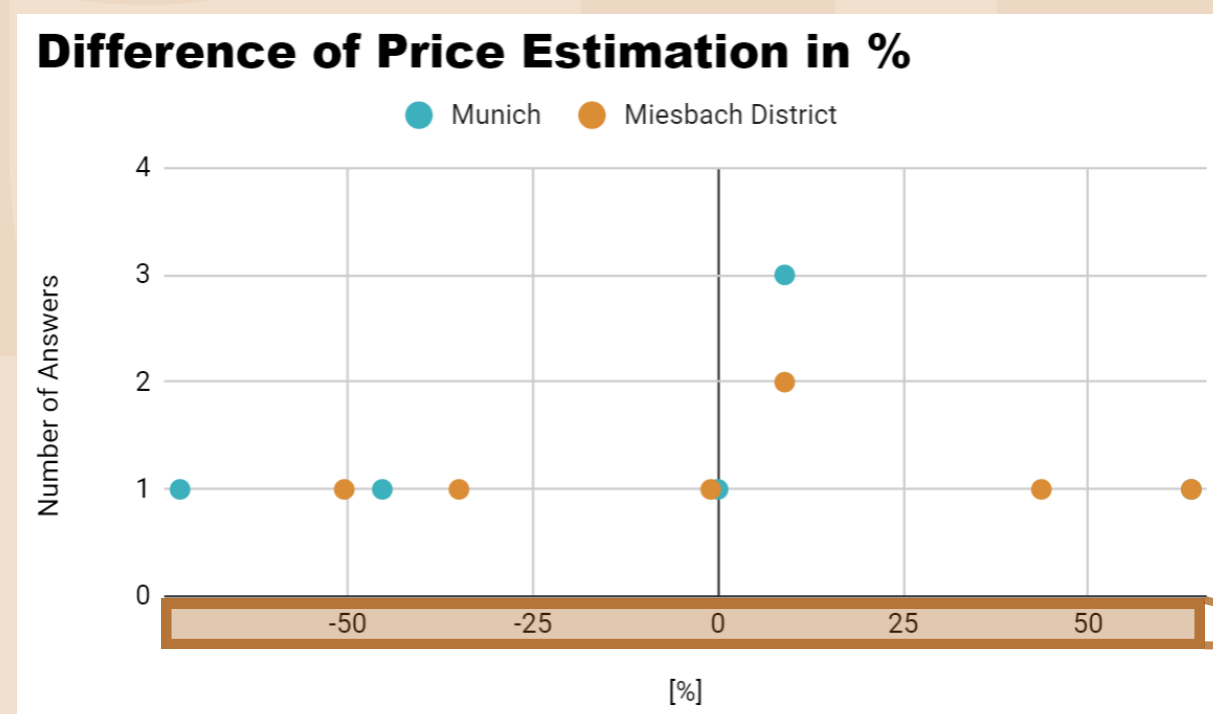 Difference of Price Estimation in %
Munich Miesbach District
4
3
2
1
0
Number of Answers
-50 -25 0 25 50
[%]